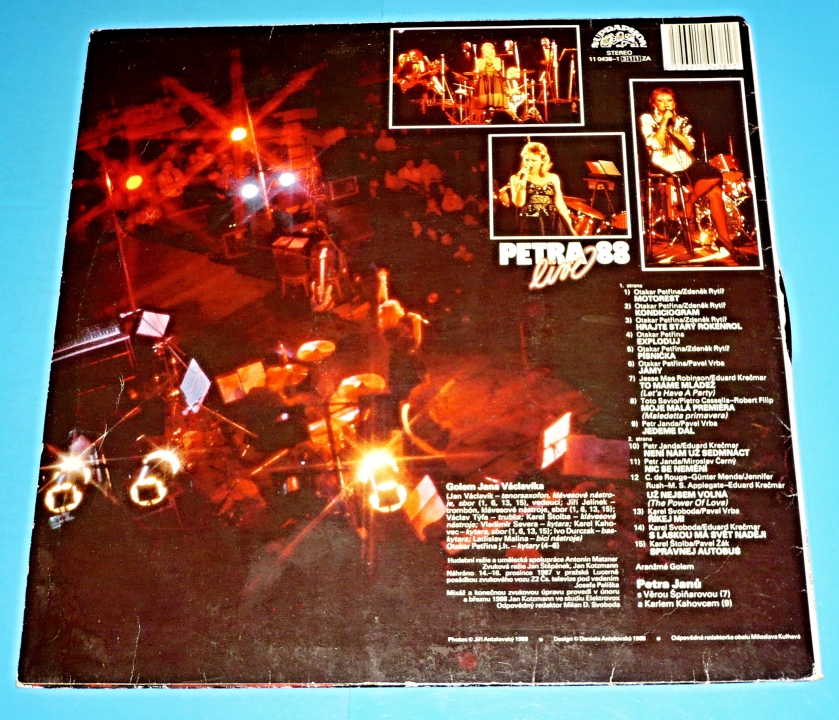 SUPRAPHON
STEREO
11 0438-1 311 ZA
PETRA '88
live
1. strana
1) Otakar Petřina/Zdeněk Rytíř
MOTOREST
2) Otakar Petřina/Zdeněk Rytíř
KONDICIOGRAM
3) Otakar Petřina/Zdeněk Rytíř
HRAJTE STARÝ ROKENROL
4) Otakar Petřina
EXPLODUJ
5) Otakar Petřina/Zdeněk Rytíř
PÍSNIČKA
6) Otakar Petřina/Pavel Vrba
JÁMY
7) Jesse Mae Robinson/Eduard Krečmar
TO MÁME MLÁDEŽ
(Let's Have A Party)
8) Toto Savio/Pietro Cassella–Robert Filip
MOJE MALÁ PREMIÉRA
(Maledetta primavera)
9) Petr Janda/Pavel Vrba
JEDEME DÁL
2. strana
10) Petr Janda/Eduard Krečmar
NENÍ NÁM UŽ SEDMNÁCT
11) Petr Janda/Miroslav Černý
NIC SE NEMĚNÍ
12 C. de Rouge–Günter Mende/Jennifer
Rush–M. S. Applegate–Eduard Krečmar
UŽ NEJSEM VOLNÁ
(The Power Of Love)
13) Karel Svoboda/Pavel Vrba
ŘÍKEJ MI
14) Karel Svoboda/Eduard Krečmar
S LÁSKOU MÁ SVĚT NADĚJI
15) Karel Štolba/Pavel Žák
SPRÁVNEJ AUTOBUS
Aranžmá Golem
Petra Janů
s Věrou Špinarovou (7)
a Karlem Kahovcem (9)
Golem Jana Václavíka
(Jan Václavík – tenorsaxofon, klávesové nástro-
je, sbor (1, 6, 13, 15), vedoucí; Jiří Jelínek –
trombón, klávesové nástroje, sbor (1, 6, 13, 15);
Václav Týfa – trubka; Karel Štolba – klávesové
nástroje; Vladimír Severa – kytara; Karel Kaho-
vec – kytara, sbor (1, 6, 13, 15); Ivo Durczak – bas-
kytara; Ladislav Malina – bicí nástroje)
Otakar Petřina j.h. – kytary (4–6)
Hudební režie a umělecká spolupráce Antonín Matzner
Zvuková režie Jan Štěpánek, Jan Kotzmann
Nahráno 14.–16. prosince 1987 v pražské Lucerně
posádkou zvukového vozu Z2 Čs. televize pod vedením
Josefa Pelíška
Mixáž a konečnou zvukovou úpravu provedl v únoru
a březnu 1988 Jan Kotzmann ve studiu Elektrovox
Odpovědný redaktor Milan D. Svoboda
Photos © Jiří Antalovský 1988 • Design © Daniela Antalovská 1988 • Odpovědná redaktorka obalu Miloslava Kulhavá